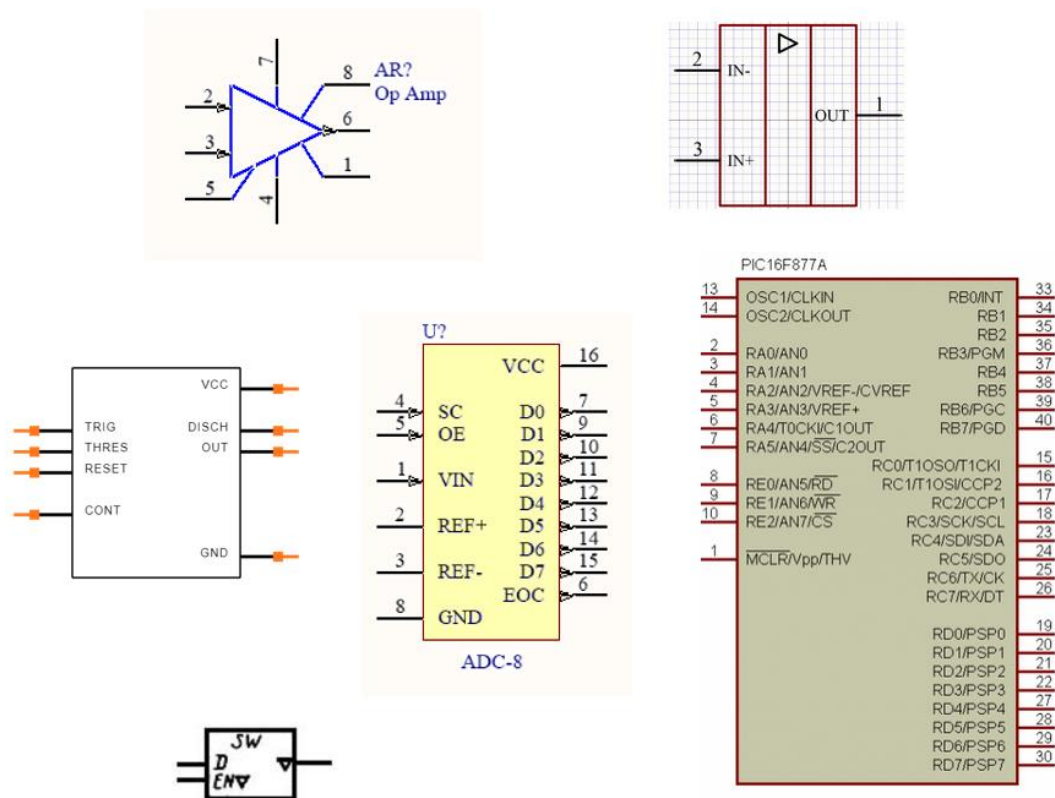 7
8 AR?
Op Amp
2
6
3
1
5
4
2 IN-
OUT 1
3 IN+
VCC
TRIG DISCH
THRES OUT
RESET
CONT
GND
U?
VCC 16
4 SC D0 7
5 OE D1 9
D2 10
1 VIN D3 11
D4 12
2 REF+ D5 13
D6 14
3 REF- D7 15
EOC 6
8 GND
ADC-8
PIC16F877A
13 OSC1/CLKIN RB0/INT 33
14 OSC2/CLKOUT RB1 34
RB2 35
2 RA0/AN0 RB3/PGM 36
3 RA1/AN1 RB4 37
4 RA2/AN2/VREF-/CVREF RB5 38
5 RA3/AN3/VREF+ RB6/PGC 39
6 RA4/T0CKI/C1OUT RB7/PGD 40
7 RA5/AN4/SS/C2OUT
RC0/T1OSO/T1CKI 15
8 RE0/AN5/RD RC1/T1OSI/CCP2 16
9 RE1/AN6/WR RC2/CCP1 17
10 RE2/AN7/CS RC3/SCK/SCL 18
RC4/SDI/SDA 23
1 MCLR/Vpp/THV RC5/SDO 24
RC6/TX/CK 25
RC7/RX/DT 26
RD0/PSP0 19
RD1/PSP1 20
RD2/PSP2 21
RD3/PSP3 22
RD4/PSP4 27
RD5/PSP5 28
RD6/PSP6 29
RD7/PSP7 30
SW
D
EN